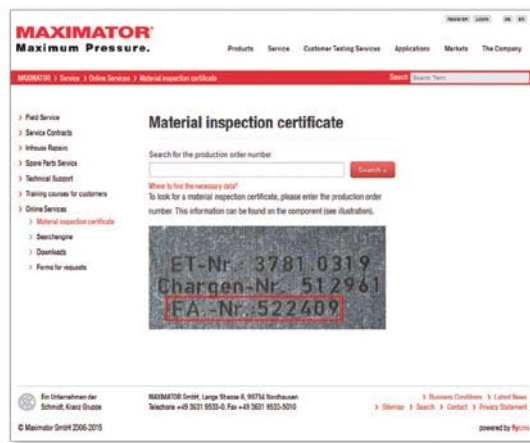 MAXIMATOR®
Maximum Pressure.
REGISTER LOGIN DE EN
Products Service Customer Testing Services Applications Markets The Company
MAXIMATOR > Service > Online Services > Material inspection certificate
Search Search Term
> Field Service
> Service Contracts
> Inhouse Repairs
> Spare Parts Service
> Technical Support
> Training courses for customers
> Online Services
> Material inspection certificate
> Searchengine
> Downloads
> Forms for requests
Material inspection certificate
Search for the production order number
Search »
Where to find the necessary data?
To look for a material inspection certificate, please enter the production order
number. This information can be found on the component (see illustration).
ET-Nr.: 3781.0319
Chargen-Nr. 512961
FA.-Nr.:522409
Ein Unternehmen der
Schmidt, Kranz Gruppe
MAXIMATOR GmbH, Lange Strasse 6, 99734 Nordhausen
Telephone +49 3631 9533-0, Fax +49 3631 9533-5010
> Business Conditions > Latest News
> Sitemap > Search > Contact > Privacy Statement
© Maximator GmbH 2006-2015
powered by